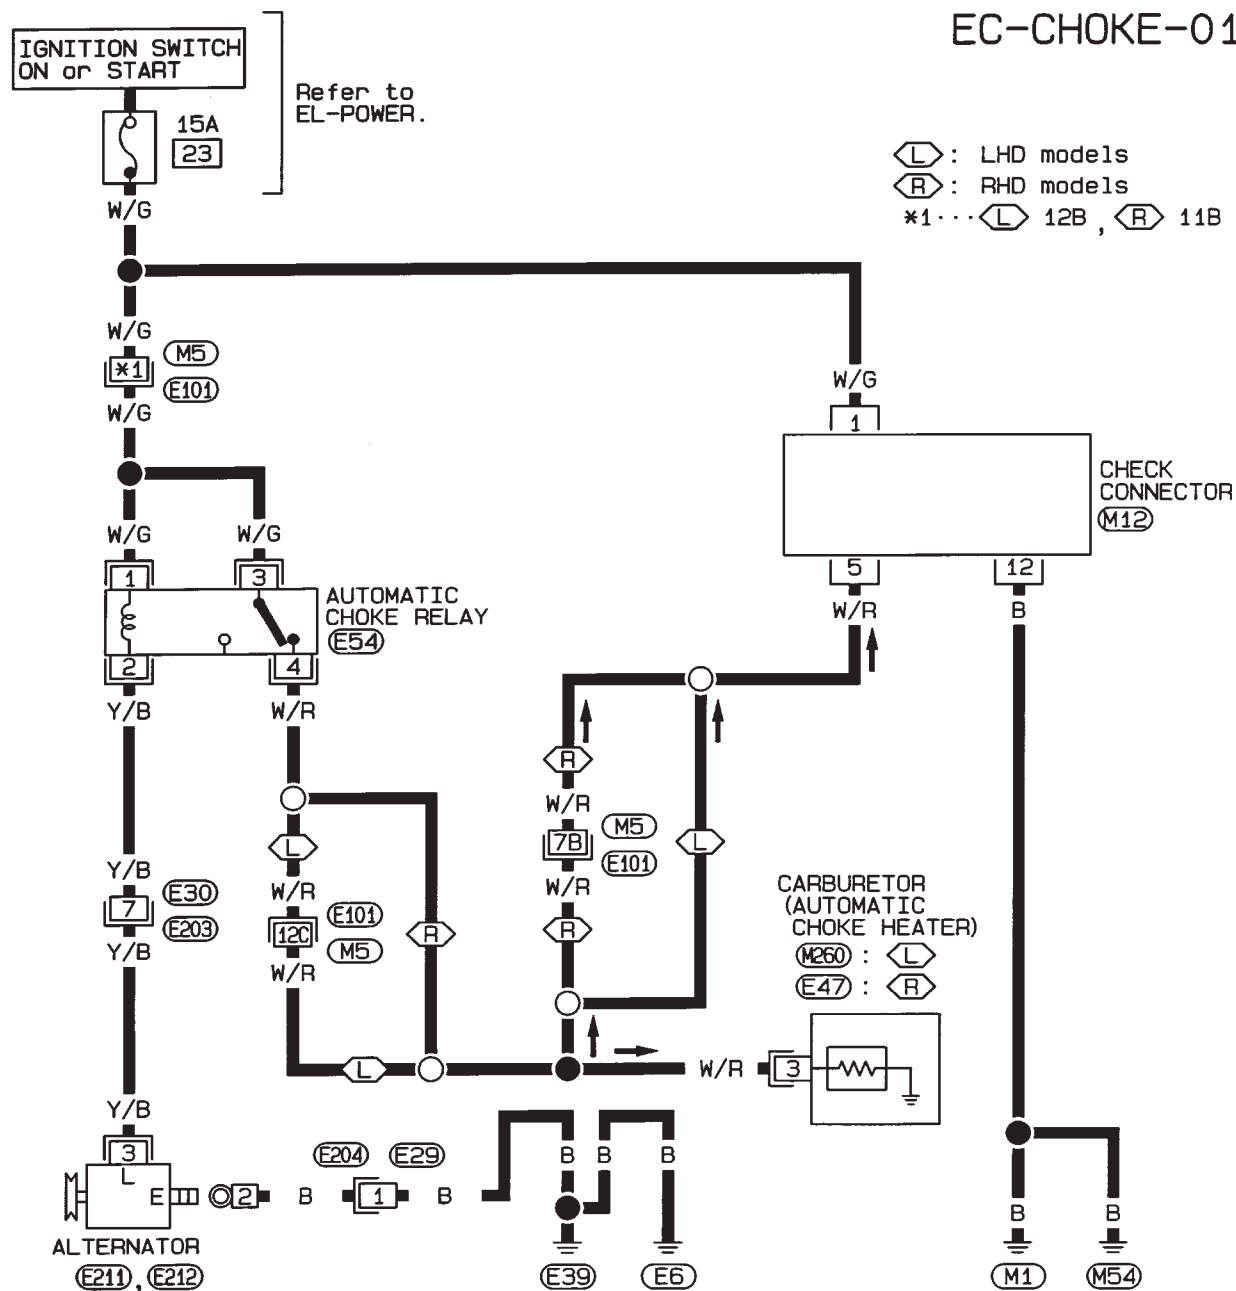 EC-CHOKE-01
IGNITION SWITCH
ON or START
Refer to
EL-POWER.
15A
23
L : LHD models
R : RHD models
*1··· L 12B , R 11B
W/G
W/G
*1
M5
E101
W/G
W/G
1
CHECK
CONNECTOR
M12
W/G
W/G
1
3
AUTOMATIC
CHOKE RELAY
E54
2
4
5
12
W/R
B
Y/B
W/R
R
W/R
7B
M5
E101
L
W/R
R
L
W/R
12C
E101
M5
W/R
R
L
Y/B
7
E30
E203
Y/B
CARBURETOR
(AUTOMATIC
CHOKE HEATER)
M260 : L
E47 : R
W/R
3
Y/B
3
L
E
2
B
E204
E29
1
B
B
B
B
B
B
ALTERNATOR
E211 , E212
E39
E6
M1
M54